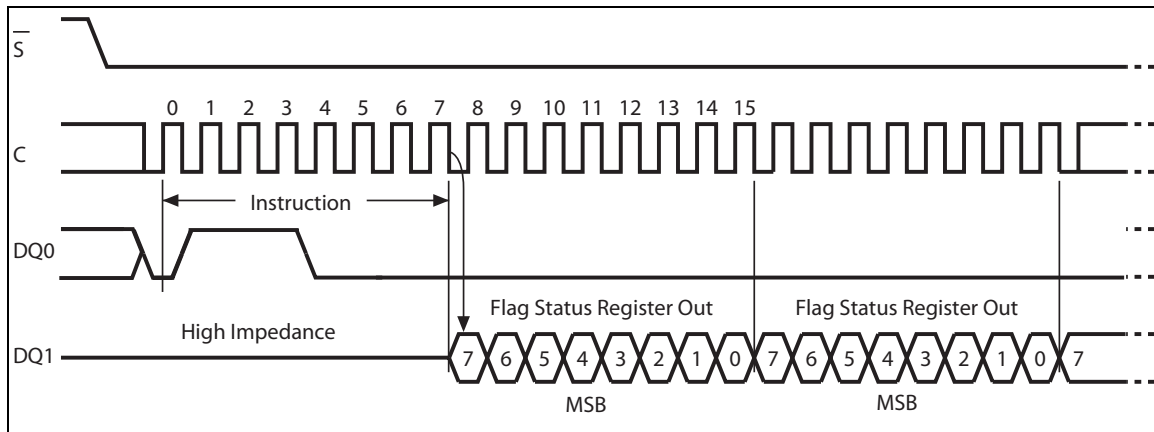 S
0 1 2 3 4 5 6 7 8 9 10 11 12 13 14 15
C
Instruction
DQ0
Flag Status Register Out Flag Status Register Out
High Impedance
DQ1 7 6 5 4 3 2 1 0 7 6 5 4 3 2 1 0 7
MSB MSB